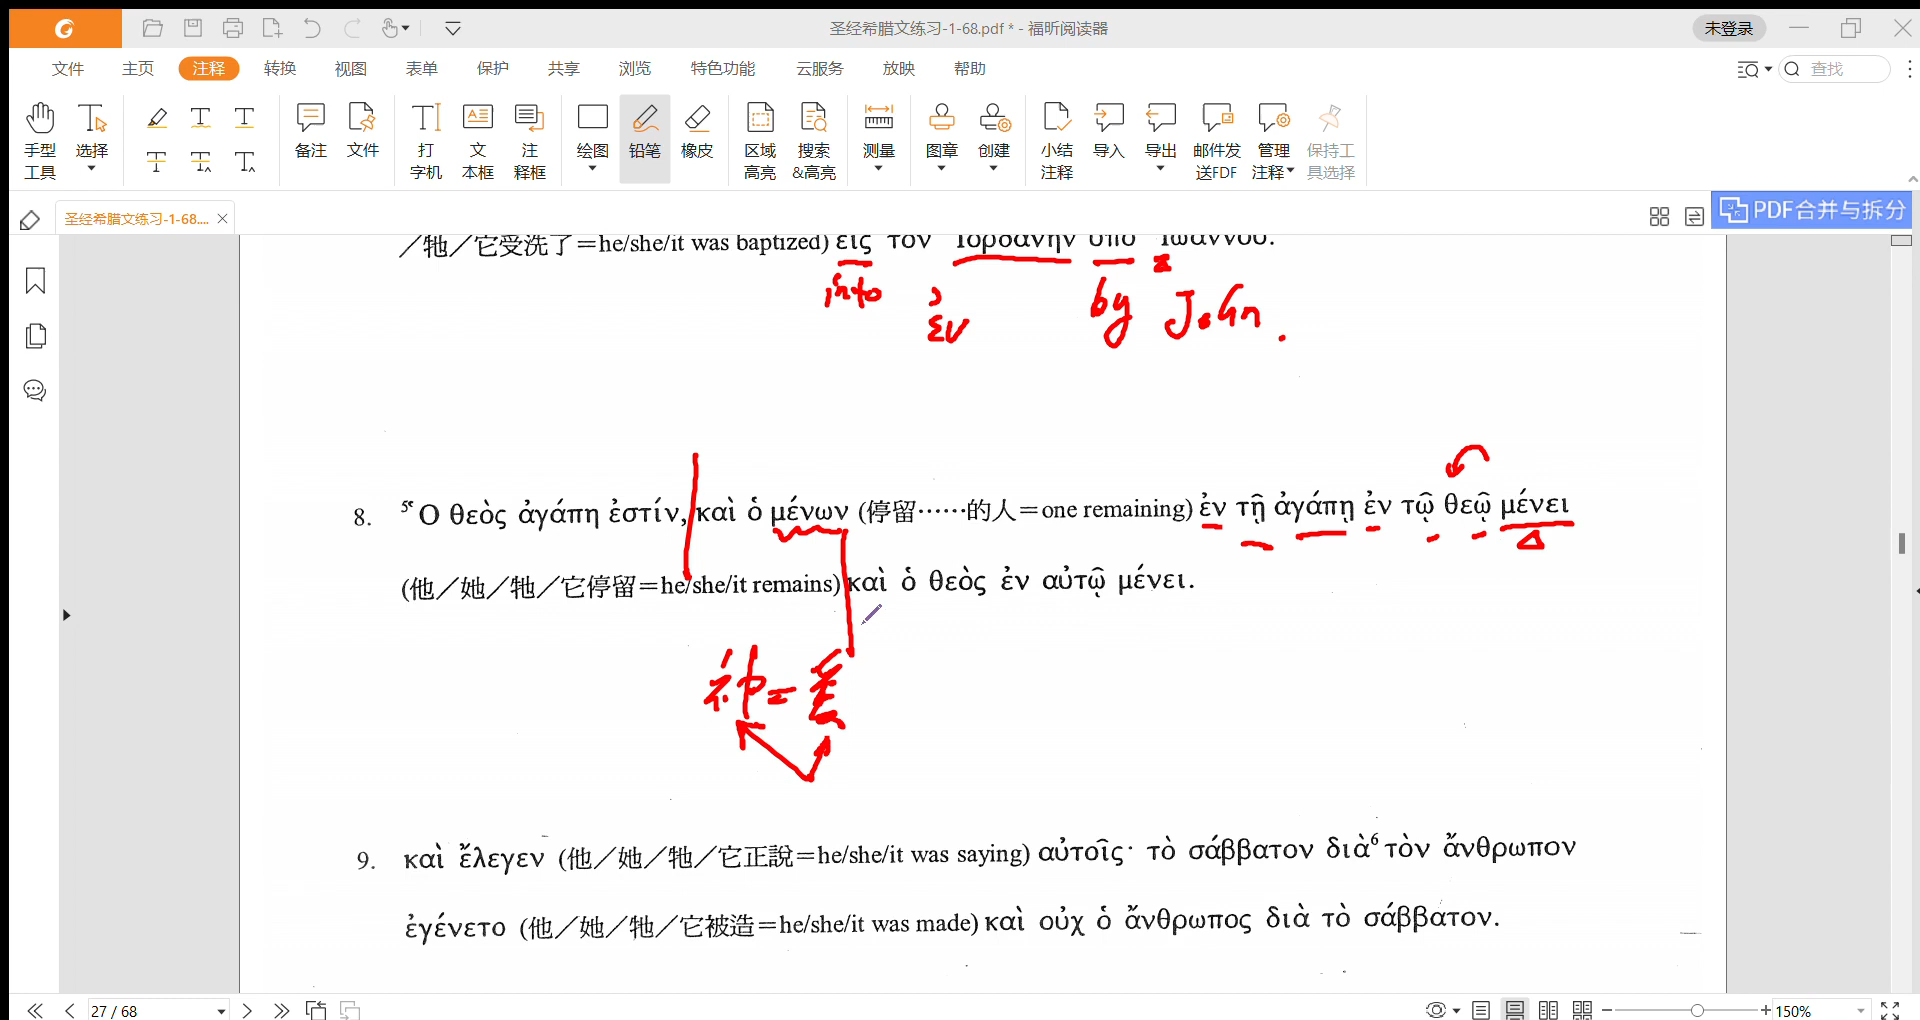 圣经希腊文练习-1-68.pdf * - 福昕阅读器
未登录
文件 主页 注释 转换 视图 表单 保护 共享 浏览 特色功能 云服务 放映 帮助
查找
手型工具 选择 备注 文件 打字机 文本框 注释框 绘图 铅笔 橡皮 区域高亮 搜索&高亮 测量 图章 创建 小结注释 导入 导出 邮件发送FDF 管理注释 保持工具选择
圣经希腊文练习-1-68....
PDF合并与拆分
／牠／它受洗了＝he/she/it was baptized) εἰς τὸν Ἰορδάνην ὑπὸ Ἰωάννου.
into
ἐν
by John.
8. ⁵Ὁ θεὸς ἀγάπη ἐστίν, καὶ ὁ μένων (停留……的人＝one remaining) ἐν τῇ ἀγάπῃ ἐν τῷ θεῷ μένει
(他／她／牠／它停留＝he/she/it remains) καὶ ὁ θεὸς ἐν αὐτῷ μένει.
神=爱
9. καὶ ἔλεγεν (他／她／牠／它正說＝he/she/it was saying) αὐτοῖς· τὸ σάββατον διὰ⁶ τὸν ἄνθρωπον
ἐγένετο (他／她／牠／它被造＝he/she/it was made) καὶ οὐχ ὁ ἄνθρωπος διὰ τὸ σάββατον.
27 / 68
150%